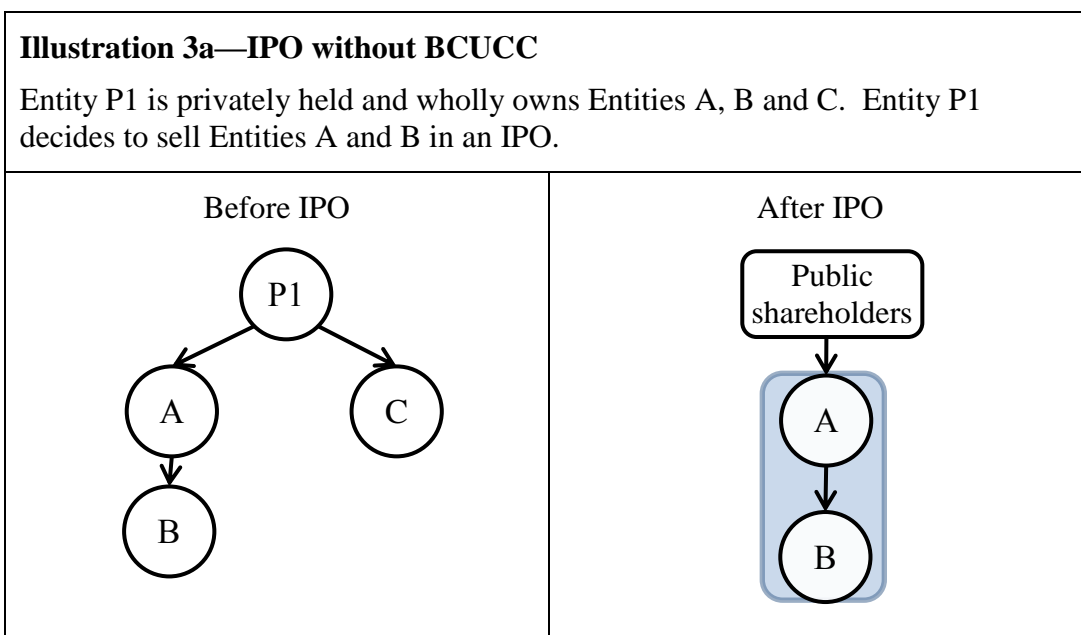 Illustration 3a—IPO without BCUCC
Entity P1 is privately held and wholly owns Entities A, B and C.  Entity P1
decides to sell Entities A and B in an IPO.
Before IPO
P1
A
C
B
After IPO
Public
shareholders
A
B